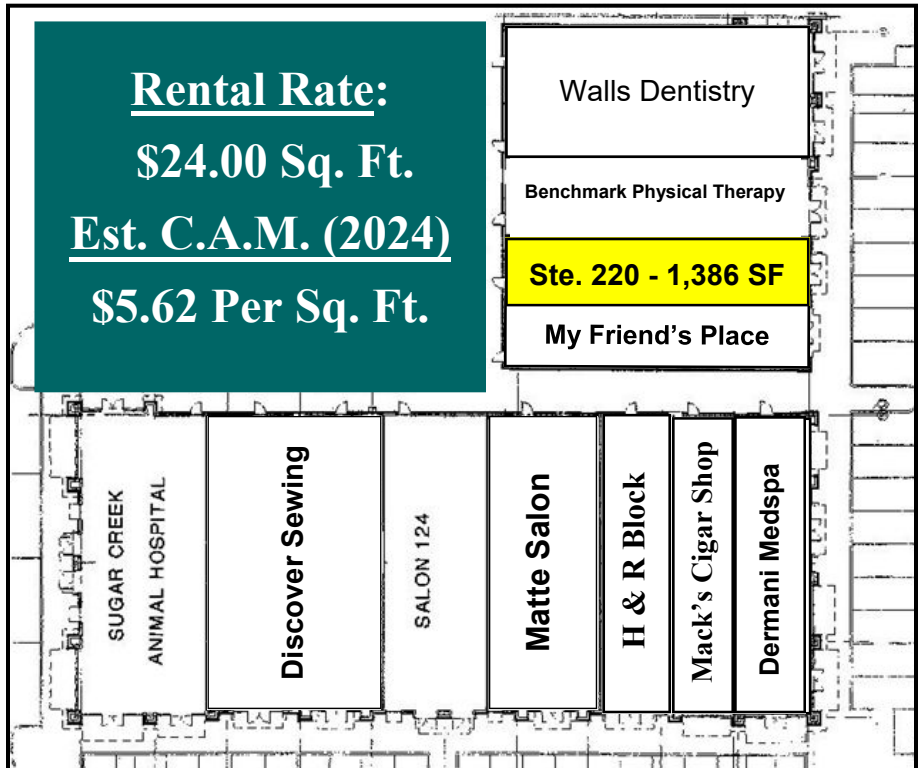 Rental Rate:
$24.00 Sq. Ft.
Est. C.A.M. (2024)
$5.62 Per Sq. Ft.
Walls Dentistry
Benchmark Physical Therapy
Ste. 220 - 1,386 SF
My Friend's Place
SUGAR CREEK
ANIMAL HOSPITAL
Discover Sewing
SALON 124
Matte Salon
H & R Block
Mack's Cigar Shop
Dermani Medspa